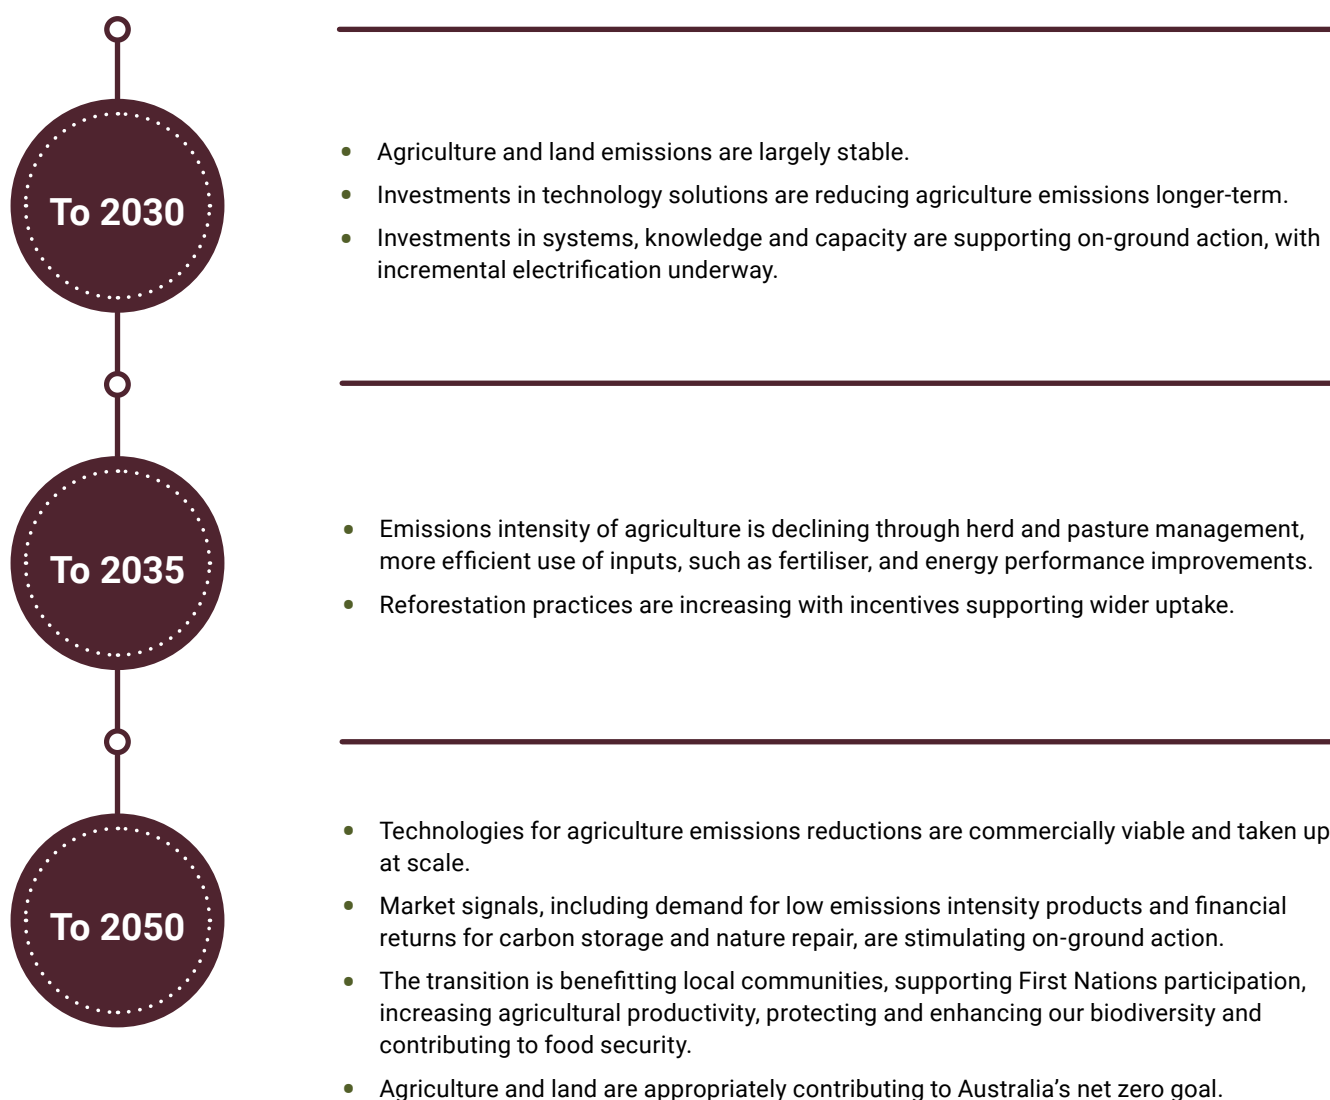 To 2030
• Agriculture and land emissions are largely stable.
• Investments in technology solutions are reducing agriculture emissions longer-term.
• Investments in systems, knowledge and capacity are supporting on-ground action, with
incremental electrification underway.
To 2035
• Emissions intensity of agriculture is declining through herd and pasture management,
more efficient use of inputs, such as fertiliser, and energy performance improvements.
• Reforestation practices are increasing with incentives supporting wider uptake.
To 2050
• Technologies for agriculture emissions reductions are commercially viable and taken up
at scale.
• Market signals, including demand for low emissions intensity products and financial
returns for carbon storage and nature repair, are stimulating on-ground action.
• The transition is benefitting local communities, supporting First Nations participation,
increasing agricultural productivity, protecting and enhancing our biodiversity and
contributing to food security.
• Agriculture and land are appropriately contributing to Australia’s net zero goal.